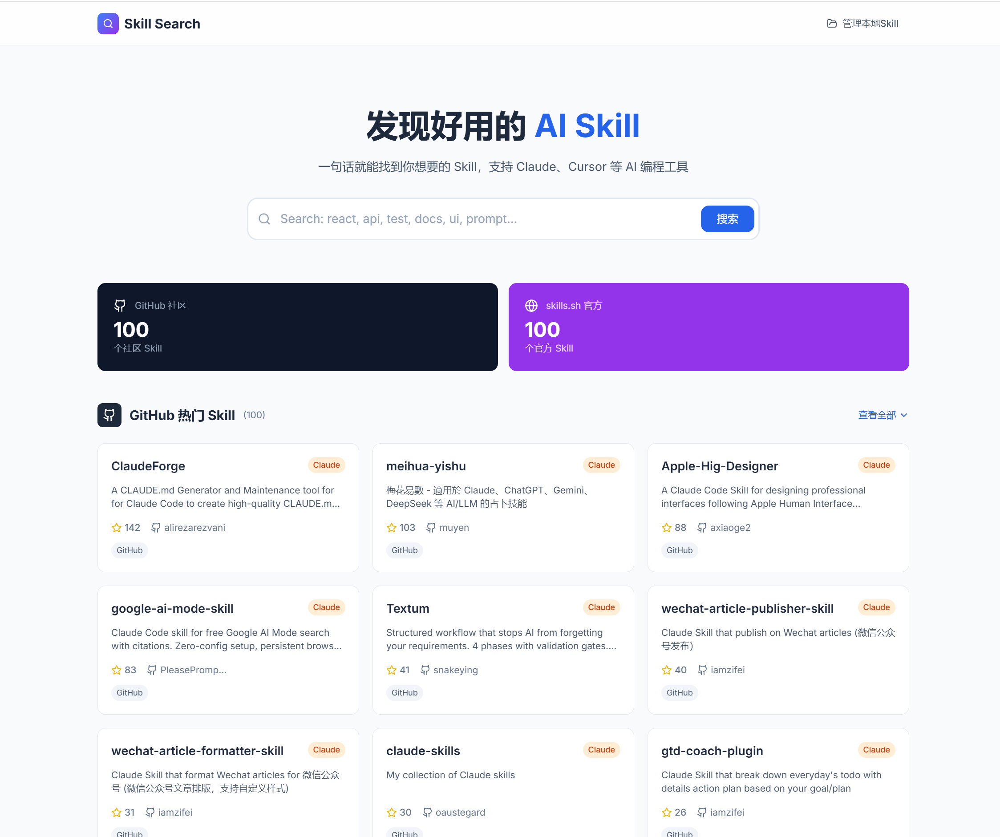 Skill Search
管理本地Skill
发现好用的 AI Skill
一句话就能找到你想要的 Skill，支持 Claude、Cursor 等 AI 编程工具
Search: react, api, test, docs, ui, prompt...
搜索
GitHub 社区
100
个社区 Skill
skills.sh 官方
100
个官方 Skill
GitHub 热门 Skill (100)
查看全部
ClaudeForge
Claude
A CLAUDE.md Generator and Maintenance tool for
for Claude Code to create high-quality CLAUDE.m...
142 alirezarezvani
GitHub
meihua-yishu
Claude
梅花易數 - 適用於 Claude、ChatGPT、Gemini、
DeepSeek 等 AI/LLM 的占卜技能
103 muyen
GitHub
Apple-Hig-Designer
Claude
A Claude Code Skill for designing professional
interfaces following Apple Human Interface...
88 axiaoge2
GitHub
google-ai-mode-skill
Claude
Claude Code skill for free Google AI Mode search
with citations. Zero-config setup, persistent brows...
83 PleasePromp...
GitHub
Textum
Claude
Structured workflow that stops AI from forgetting
your requirements. 4 phases with validation gates....
41 snakeying
GitHub
wechat-article-publisher-skill
Claude
Claude Skill that publish on Wechat articles (微信公众
号发布)
40 iamzifei
GitHub
wechat-article-formatter-skill
Claude
Claude Skill that format Wechat articles for 微信公众
号 (微信公众号文章排版，支持自定义样式)
31 iamzifei
GitHub
claude-skills
Claude
My collection of Claude skills
30 oaustegard
GitHub
gtd-coach-plugin
Claude
Claude Skill that break down everyday's todo with
details action plan based on your goal/plan
26 iamzifei
GitHub